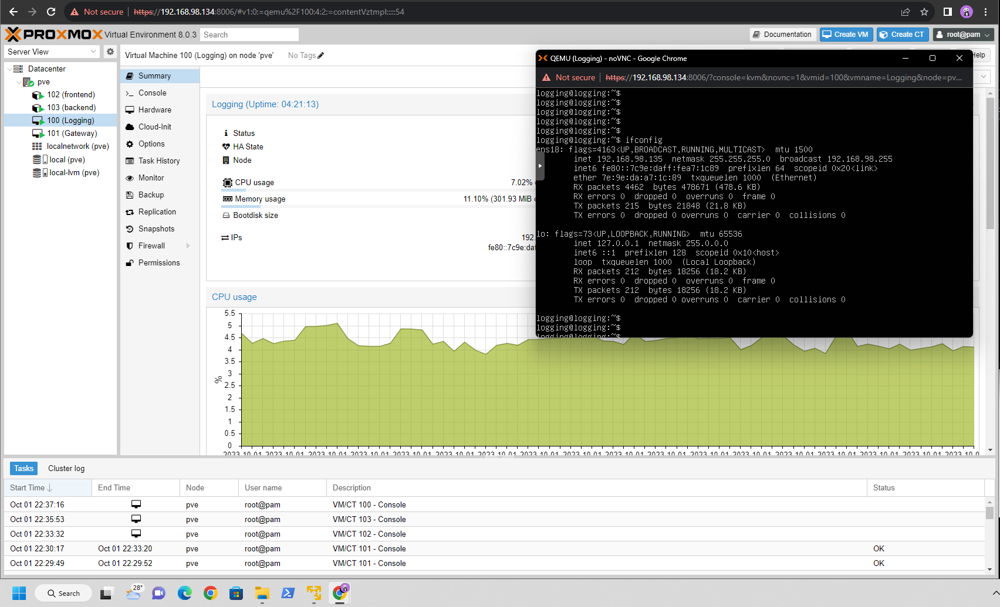 Not secure | https://192.168.98.134:8006/#v1:0:=qemu%2F100:4:2:=contentVztmpl:::::54
PROXMOX Virtual Environment 8.0.3 Search
Documentation Create VM Create CT root@pam
Server View
Datacenter
pve
102 (frontend)
103 (backend)
100 (Logging)
101 (Gateway)
localnetwork (pve)
local (pve)
local-lvm (pve)
Virtual Machine 100 (Logging) on node 'pve' No Tags
Help
Summary
Console
Hardware
Cloud-Init
Options
Task History
Monitor
Backup
Replication
Snapshots
Firewall
Permissions
Logging (Uptime: 04:21:13)
Status
HA State
Node
CPU usage 7.02%
Memory usage 11.10% (301.93 MiB
Bootdisk size
IPs 192.
fe80::7c9e:daf
CPU usage
5.5
5
4.5
4
3.5
3
2.5
2
1.5
1
0.5
0
%
2023-10-01 2023-10-01 2023-10-01 2023-10-01 2023-10-01 2023-10-01 2023-10-01 2023-10-01 2023-10-01 2023-10-01 2023-10-01 2023-10-01 2023-10-01 2023-10-01 2023-10-01 2023-10-01 2023-10-01 2023-10-0
QEMU (Logging) - noVNC - Google Chrome
Not secure | https://192.168.98.134:8006/?console=kvm&novnc=1&vmid=100&vmname=Logging&node=pv...
logging@logging:~$
logging@logging:~$
logging@logging:~$
logging@logging:~$
logging@logging:~$
logging@logging:~$ ifconfig
ens18: flags=4163<UP,BROADCAST,RUNNING,MULTICAST> mtu 1500
inet 192.168.98.135 netmask 255.255.255.0 broadcast 192.168.98.255
inet6 fe80::7c9e:daff:fea7:1c89 prefixlen 64 scopeid 0x20<link>
ether 7e:9e:da:a7:1c:89 txqueuelen 1000 (Ethernet)
RX packets 4462 bytes 478671 (478.6 KB)
RX errors 0 dropped 0 overruns 0 frame 0
TX packets 215 bytes 21848 (21.8 KB)
TX errors 0 dropped 0 overruns 0 carrier 0 collisions 0
lo: flags=73<UP,LOOPBACK,RUNNING> mtu 65536
inet 127.0.0.1 netmask 255.0.0.0
inet6 ::1 prefixlen 128 scopeid 0x10<host>
loop txqueuelen 1000 (Local Loopback)
RX packets 212 bytes 18256 (18.2 KB)
RX errors 0 dropped 0 overruns 0 frame 0
TX packets 212 bytes 18256 (18.2 KB)
TX errors 0 dropped 0 overruns 0 carrier 0 collisions 0
logging@logging:~$
logging@logging:~$
logging@logging:~$
Tasks Cluster log
Start Time End Time Node User name Description Status
Oct 01 22:37:16 pve root@pam VM/CT 100 - Console
Oct 01 22:35:53 pve root@pam VM/CT 103 - Console
Oct 01 22:33:32 pve root@pam VM/CT 102 - Console
Oct 01 22:30:17 Oct 01 22:33:20 pve root@pam VM/CT 101 - Console OK
Oct 01 22:29:49 Oct 01 22:29:52 pve root@pam VM/CT 101 - Console OK
Search 28°